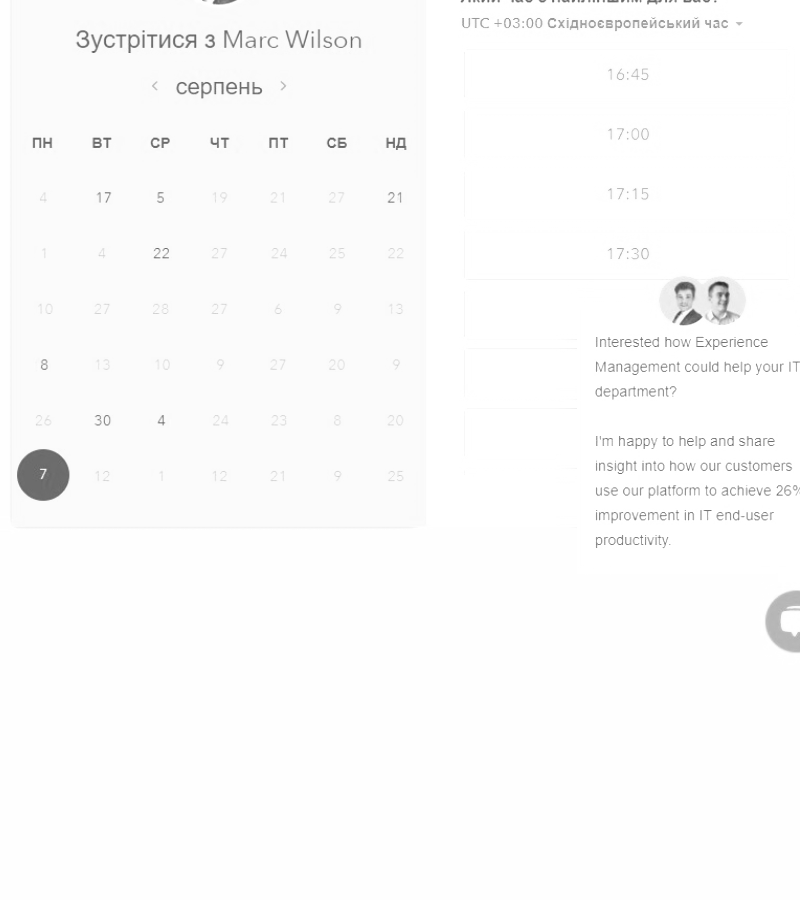 Зустрітися з Marc Wilson
серпень
ПН ВТ СР ЧТ ПТ СБ НД
4 17 5 19 21 27 21
1 4 22 27 24 25 22
10 27 28 27 6 9 13
8 13 10 9 27 20 9
26 30 4 24 23 8 20
7 12 1 12 21 9 25
Який час є найліпшим для вас?
UTC +03:00 Східноєвропейський час
16:45
17:00
17:15
17:30
Interested how Experience
Management could help your IT
department?
I'm happy to help and share
insight into how our customers
use our platform to achieve 26%
improvement in IT end-user
productivity.